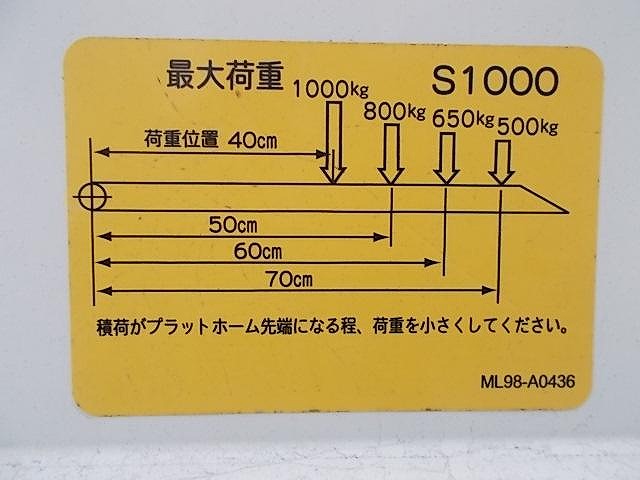 最大荷重
S1000
1000kg
800kg
650kg
500kg
荷重位置 40cm
50cm
60cm
70cm
積荷がプラットホーム先端になる程、荷重を小さくしてください。
ML98-A0436